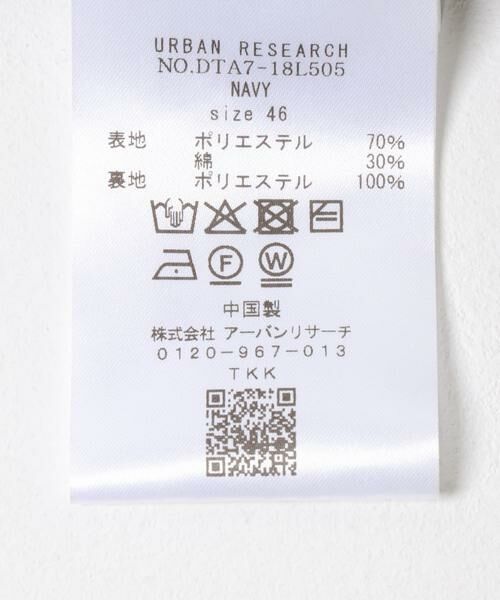 URBAN RESEARCH
NO.DTA7-18L505
NAVY
size 46
表地 ポリエステル 70%
綿 30%
裏地 ポリエステル 100%
F W
中国製
株式会社 アーバンリサーチ
0120-967-013
TKK